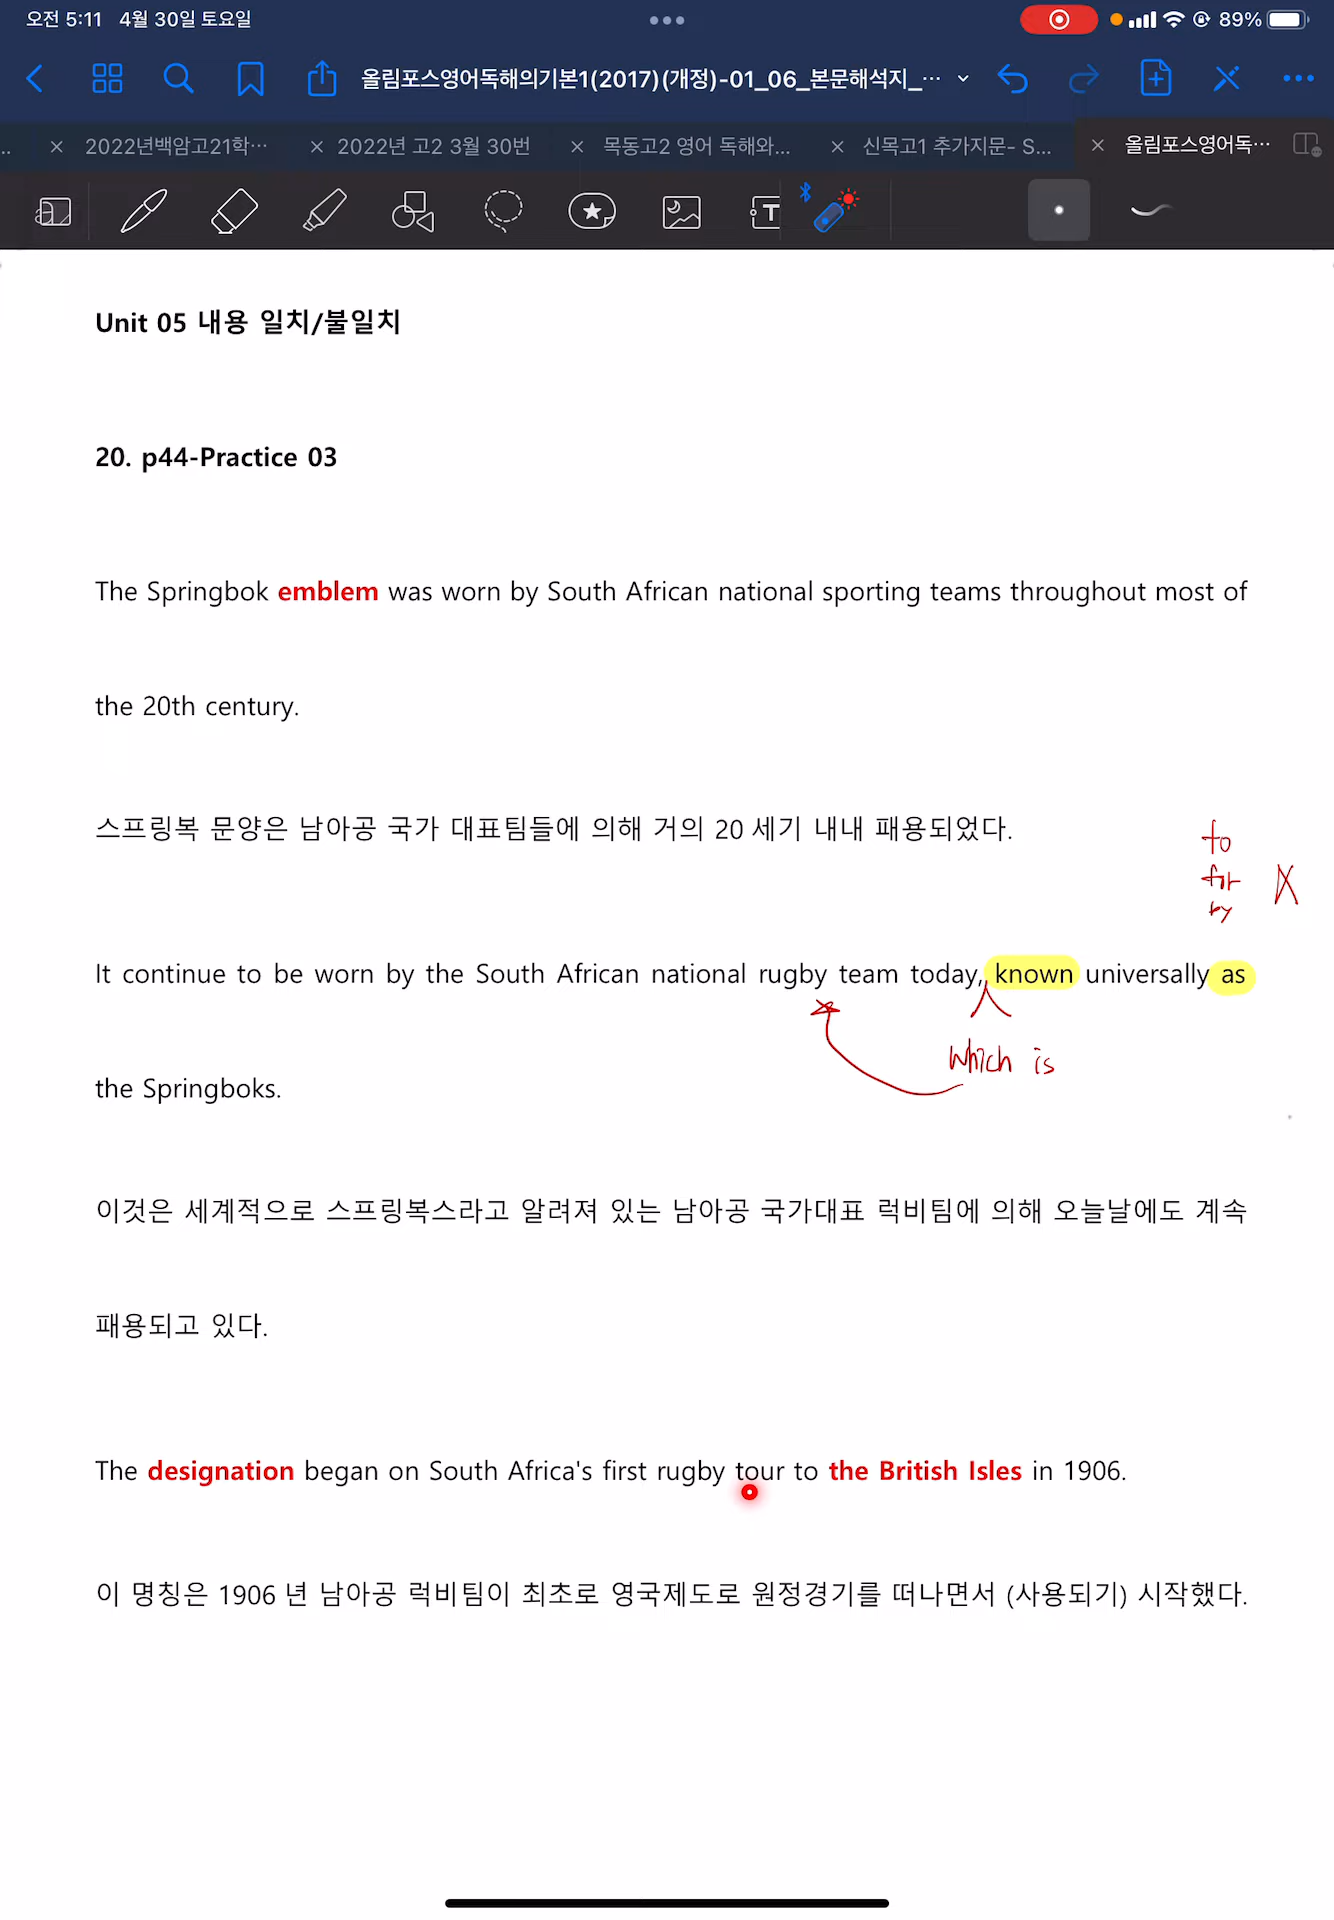 오전 5:11 4월 30일 토요일
89%
올림포스영어독해의기본1(2017)(개정)-01_06_본문해석지_…
2022년백암고21학… 2022년 고2 3월 30번 목동고2 영어 독해와... 신목고1 추가지문- S... 올림포스영어독…
Unit 05 내용 일치/불일치
20. p44-Practice 03
The Springbok emblem was worn by South African national sporting teams throughout most of
the 20th century.
스프링복 문양은 남아공 국가 대표팀들에 의해 거의 20 세기 내내 패용되었다.
to
for X
by
It continue to be worn by the South African national rugby team today, known universally as
which is
the Springboks.
이것은 세계적으로 스프링복스라고 알려져 있는 남아공 국가대표 럭비팀에 의해 오늘날에도 계속
패용되고 있다.
The designation began on South Africa's first rugby tour to the British Isles in 1906.
이 명칭은 1906 년 남아공 럭비팀이 최초로 영국제도로 원정경기를 떠나면서 (사용되기) 시작했다.